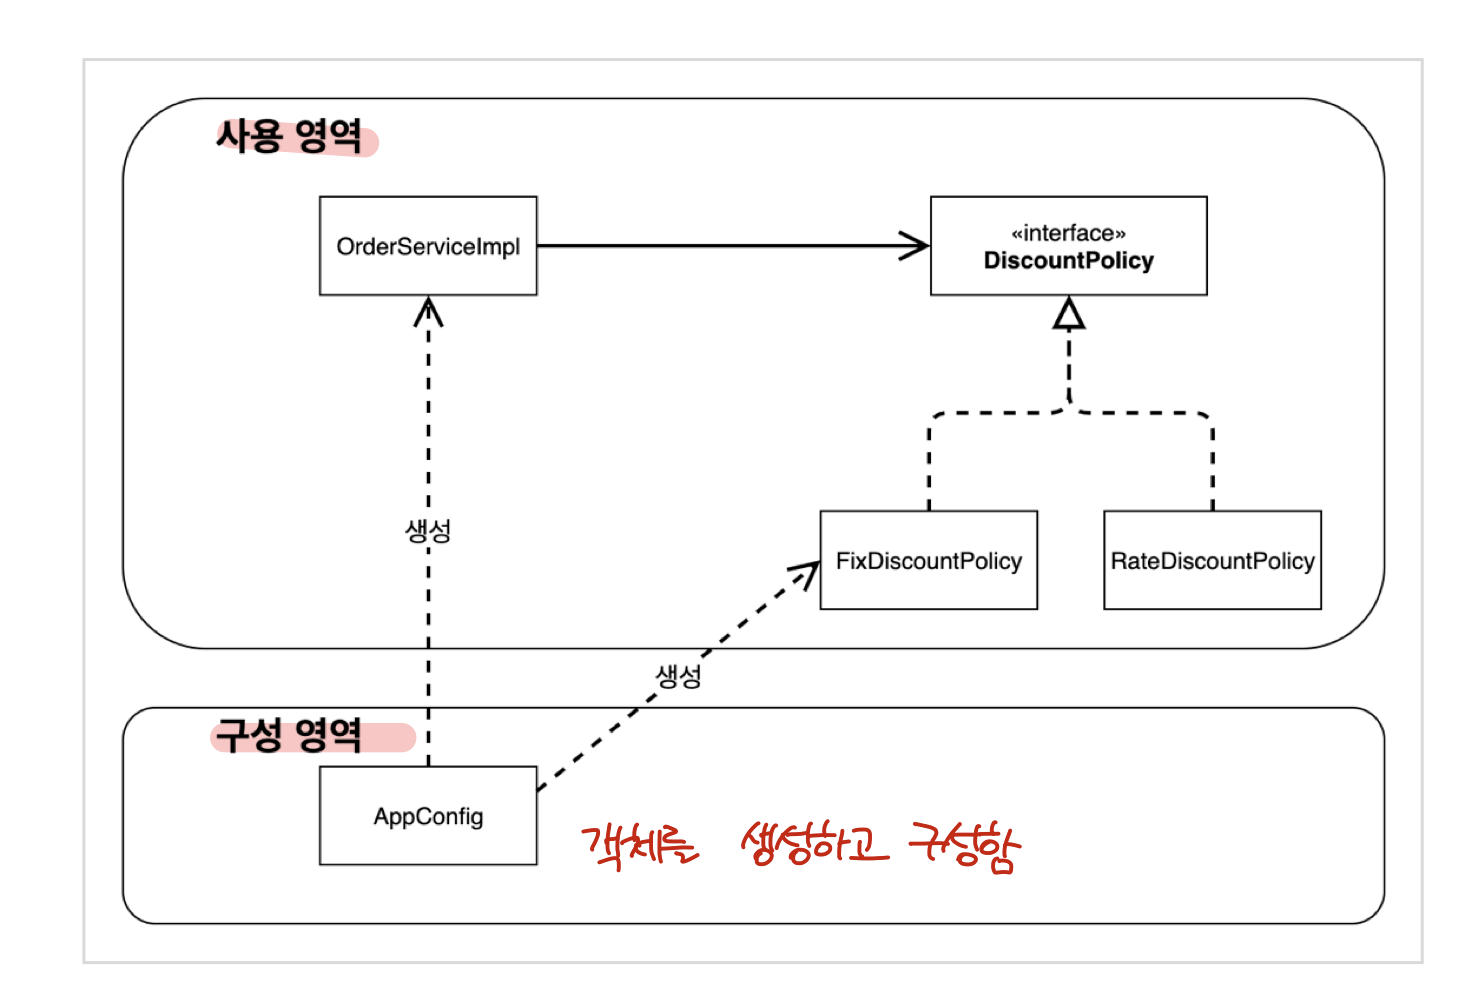 사용 영역
OrderServiceImpl
«interface»
DiscountPolicy
생성
FixDiscountPolicy
RateDiscountPolicy
생성
구성 영역
AppConfig
객체를 생성하고 구성함